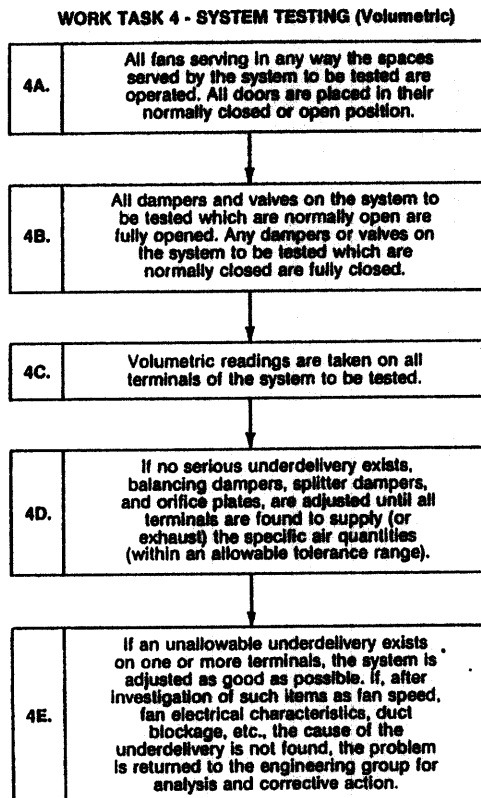 WORK TASK 4 - SYSTEM TESTING (Volumetric)
4A.
All fans serving in any way the spaces
served by the system to be tested are
operated. All doors are placed in their
normally closed or open position.
4B.
All dampers and valves on the system to
be tested which are normally open are
fully opened. Any dampers or valves on
the system to be tested which are
normally closed are fully closed.
4C.
Volumetric readings are taken on all
terminals of the system to be tested.
4D.
If no serious underdelivery exists,
balancing dampers, splitter dampers,
and orifice plates, are adjusted until all
terminals are found to supply (or
exhaust) the specific air quantities
(within an allowable tolerance range).
4E.
If an unallowable underdelivery exists
on one or more terminals, the system is
adjusted as good as possible. If, after
investigation of such items as fan speed,
fan electrical characteristics, duct
blockage, etc., the cause of the
underdelivery is not found, the problem
is returned to the engineering group for
analysis and corrective action.